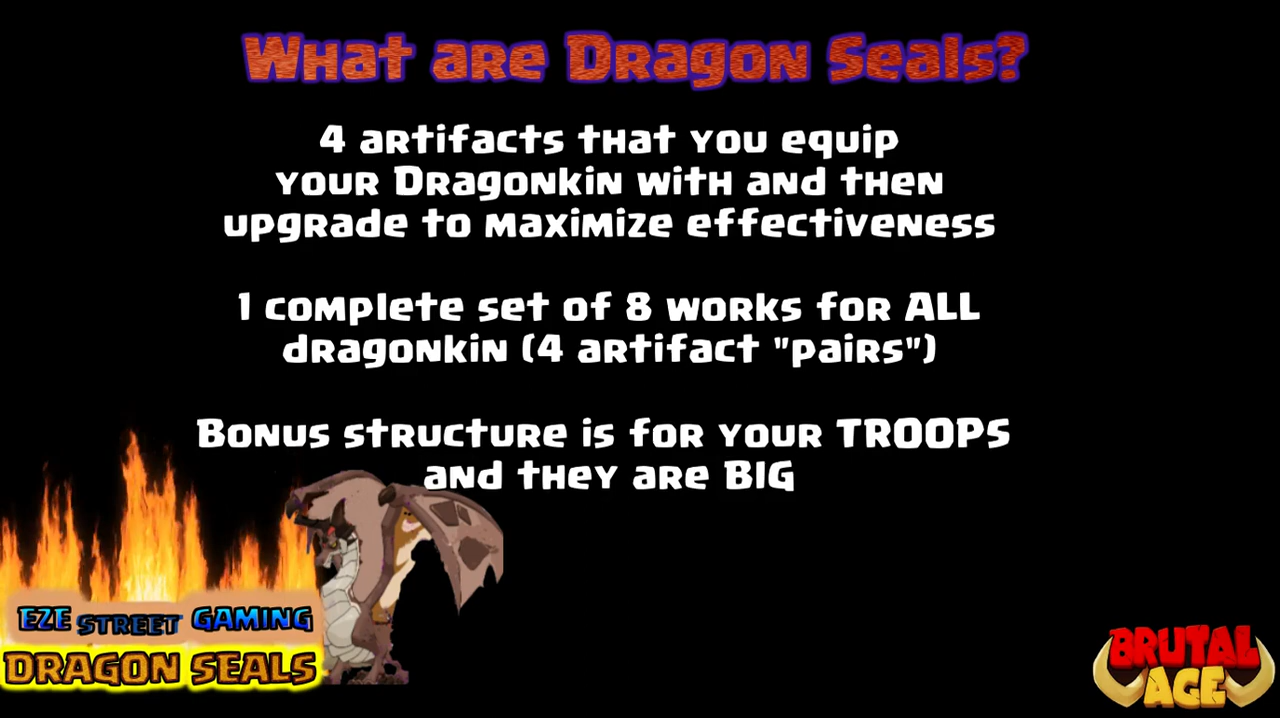 What are Dragon Seals?
4 artifacts that you equip
your Dragonkin with and then
upgrade to maximize effectiveness
1 complete set of 8 works for ALL
dragonkin (4 artifact "pairs")
Bonus structure is for your TROOPS
and they are BIG
EZE STREET GAMING
DRAGON SEALS
BRUTAL
AGE